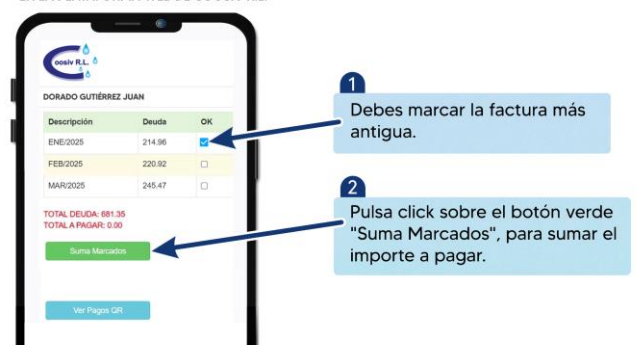 oosiv R.L.
DORADO GUTIÉRREZ JUAN
Descripción Deuda OK
ENE/2025 214.96
FEB/2025 220.92
MAR/2025 245.47
TOTAL DEUDA: 681.35
TOTAL A PAGAR: 0.00
Suma Marcados
Ver Pagos QR
1
Debes marcar la factura más
antigua.
2
Pulsa click sobre el botón verde
"Suma Marcados", para sumar el
importe a pagar.